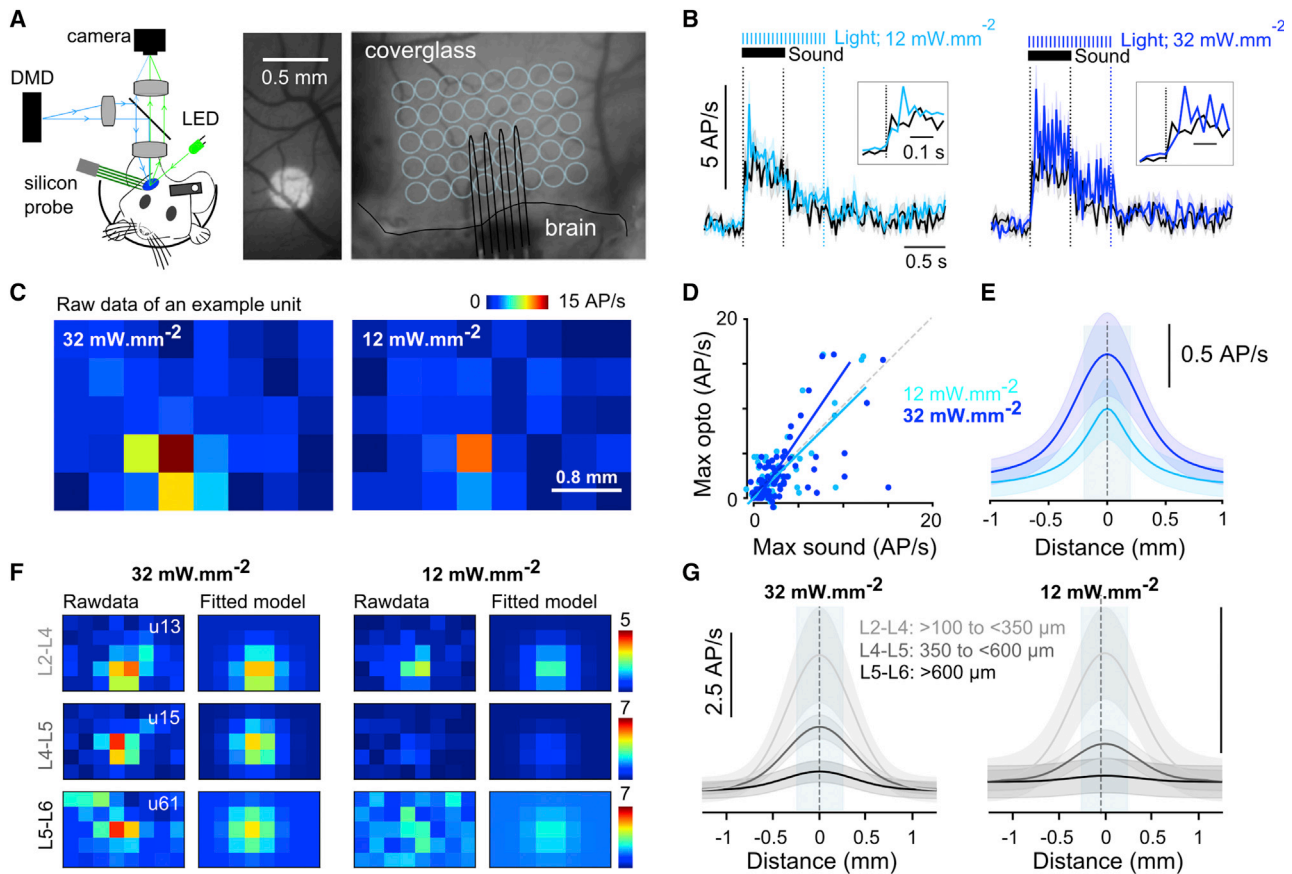 A
camera
DMD
LED
silicon
probe
0.5 mm
coverglass
brain
B
Light; 12 mW.mm-2
Sound
5 AP/s
0.1 s
0.5 s
Light; 32 mW.mm-2
Sound
C
Raw data of an example unit
0 15 AP/s
32 mW.mm-2
12 mW.mm-2
0.8 mm
D
20
Max opto (AP/s)
0
0 20
Max sound (AP/s)
12 mW.mm-2
32 mW.mm-2
E
0.5 AP/s
-1 -0.5 0 0.5 1
Distance (mm)
F
32 mW.mm-2 12 mW.mm-2
Rawdata Fitted model Rawdata Fitted model
L2-L4
u13
5
L4-L5
u15
7
L5-L6
u61
7
G
32 mW.mm-2 12 mW.mm-2
2.5 AP/s
L2-L4: >100 to <350 µm
L4-L5: 350 to <600 µm
L5-L6: >600 µm
-1 -0.5 0 0.5 1
Distance (mm)
-1 -0.5 0 0.5 1
Distance (mm)